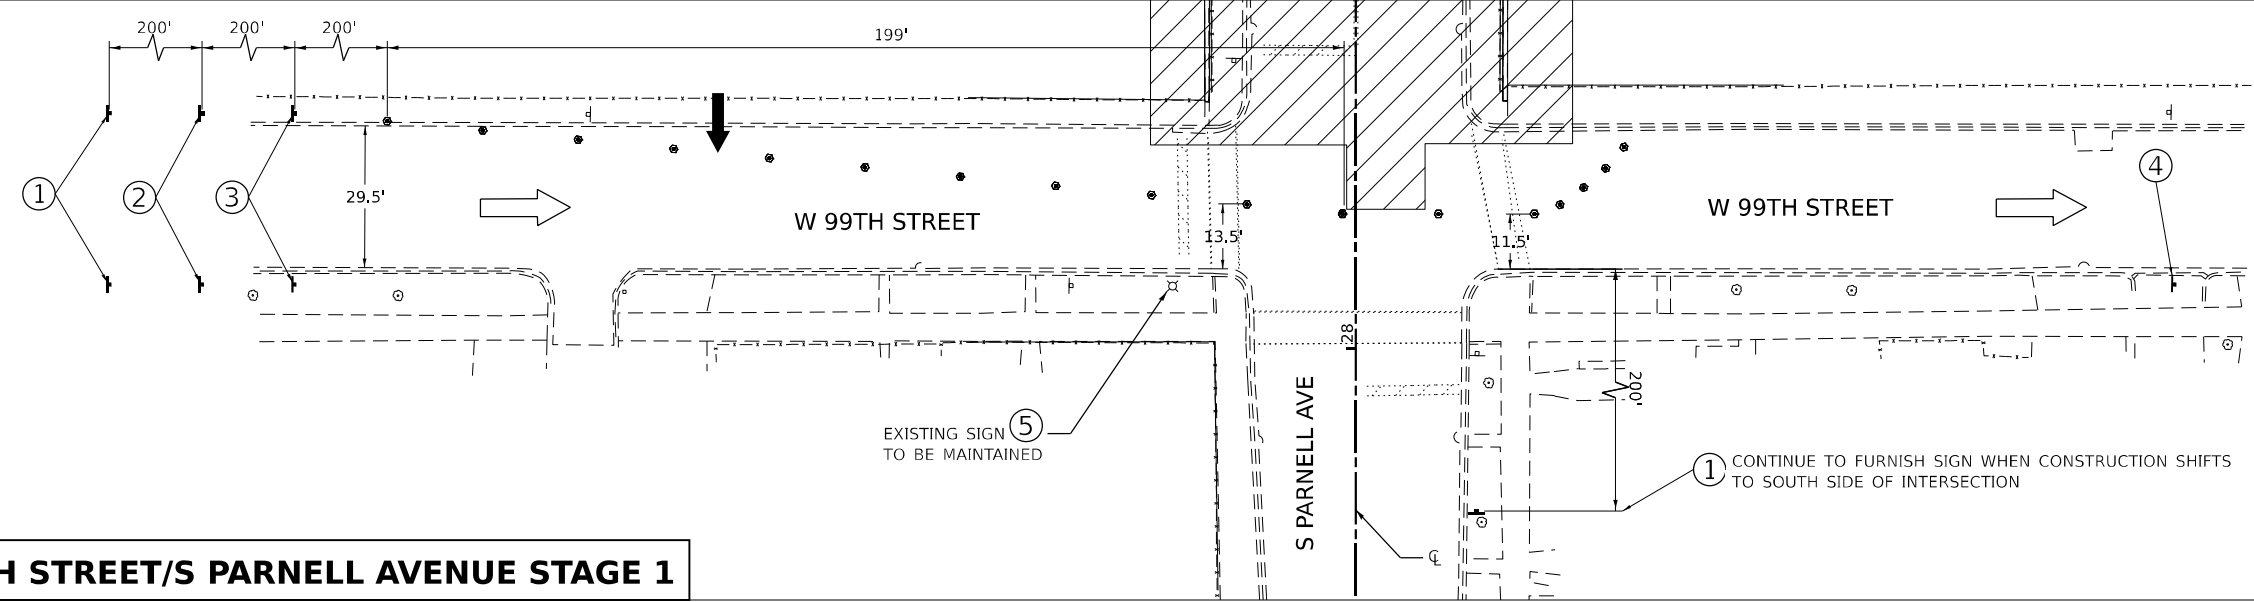 200'
200'
200'
199'
1
2
3
4
29.5'
W 99TH STREET
W 99TH STREET
13.5'
11.5'
28
200'
EXISTING SIGN 5
TO BE MAINTAINED
S PARNELL AVE
1 CONTINUE TO FURNISH SIGN WHEN CONSTRUCTION SHIFTS
TO SOUTH SIDE OF INTERSECTION
℄
H STREET/S PARNELL AVENUE STAGE 1